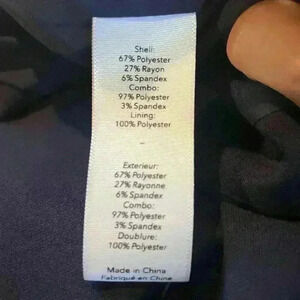 Shell:
67% Polyester
27% Rayon
6% Spandex
Combo:
97% Polyester
3% Spandex
Lining:
100% Polyester
-
Exterieur:
67% Polyester
27% Rayonne
6% Spandex
Combo:
97% Polyester
3% Spandex
Doublure:
100% Polyester
Made in China
Fabriqué en Chine